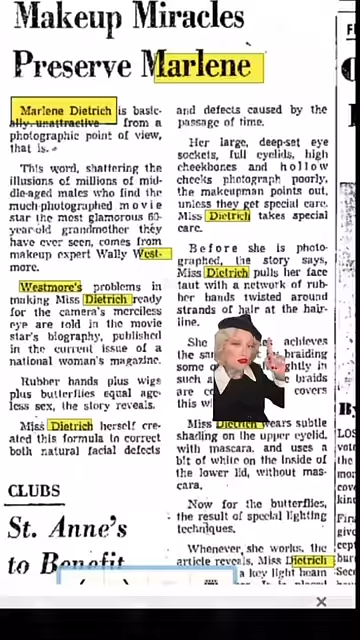 Makeup Miracles
Preserve Marlene
Marlene Dietrich is basic-
ally unattractive — from a
photographic point of view,
that is.
This word, shattering the
illusions of millions of mid-
dle-aged males who find the
much-photographed movie
star the most glamorous 60-
year-old grandmother they
have ever seen, comes from
makeup expert Wally West-
more.
Westmore's problems in
making Miss Dietrich ready
for the camera's merciless
eye are told in the movie
star's biography, published
in the current issue of a
national woman's magazine.
Rubber bands plus wigs
plus butterflies equal age-
less sex, the story reveals.
Miss Dietrich herself cre-
ated this formula to correct
both natural facial defects
and defects caused by the
passage of time.
Her large, deep-set eye
sockets, full eyelids, high
cheekbones and hollow
cheeks photograph poorly,
the makeupman points out,
unless they get special care.
Miss Dietrich takes special
care.
Before she is photo-
graphed, the story says,
Miss Dietrich pulls her face
taut with a network of rub-
ber bands twisted around
strands of hair at the hair-
line.
She achieves
the sa braiding
some o ghtly in
such a e braids
are co covers
this wi
Miss Dietrich wears subtle
shading on the upper eyelid,
with mascara, and uses a
bit of white on the inside of
the lower lid, without mas-
cara.
Now for the butterflies,
the result of special lighting
techniques.
Whenever she works, the
article reveals, Miss Dietrich
a key light beam
CLUBS
St. Anne's
to Benefit